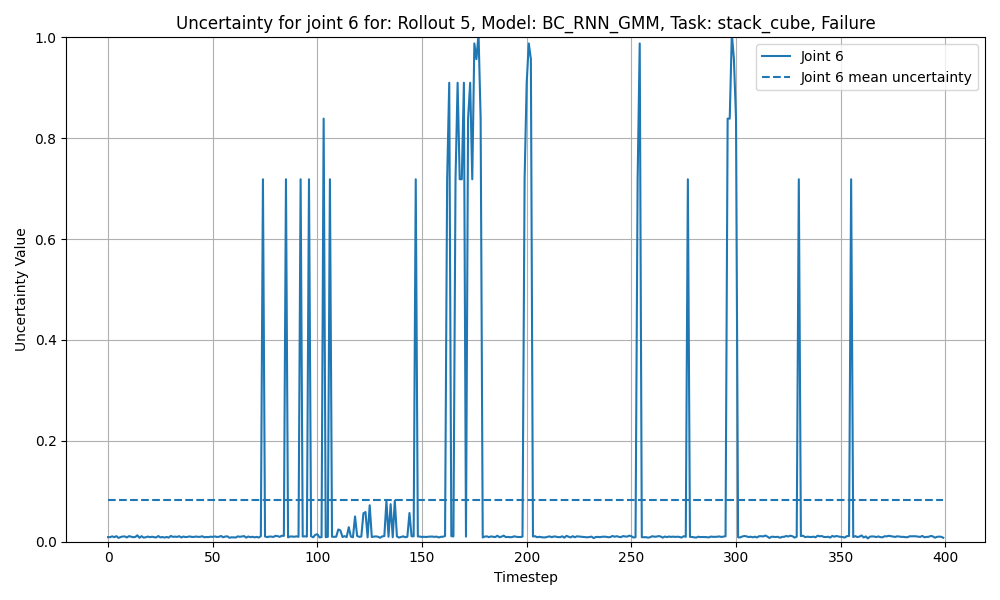 Uncertainty for joint 6 for: Rollout 5, Model: BC_RNN_GMM, Task: stack_cube, Failure
1.0
0.8
0.6
0.4
0.2
0.0
Uncertainty Value
Joint 6
Joint 6 mean uncertainty
0 50 100 150 200 250 300 350 400
Timestep